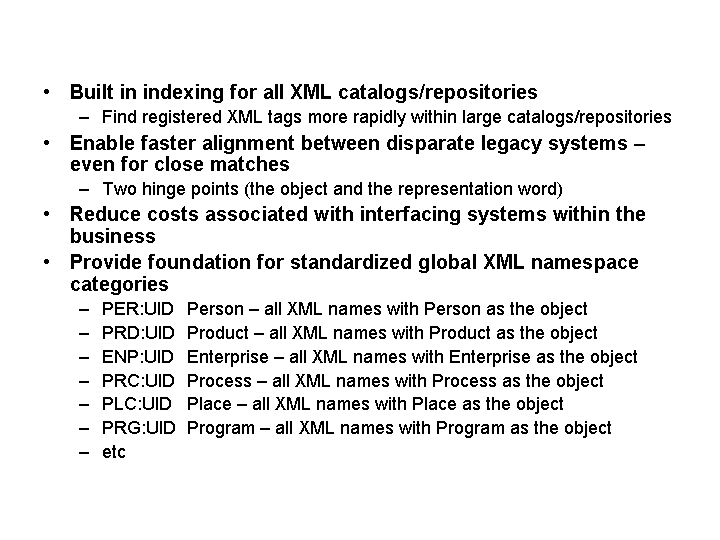 • Built in indexing for all XML catalogs/repositories
– Find registered XML tags more rapidly within large catalogs/repositories
• Enable faster alignment between disparate legacy systems –
even for close matches
– Two hinge points (the object and the representation word)
• Reduce costs associated with interfacing systems within the
business
• Provide foundation for standardized global XML namespace
categories
– PER:UID Person – all XML names with Person as the object
– PRD:UID Product – all XML names with Product as the object
– ENP:UID Enterprise – all XML names with Enterprise as the object
– PRC:UID Process – all XML names with Process as the object
– PLC:UID Place – all XML names with Place as the object
– PRG:UID Program – all XML names with Program as the object
– etc